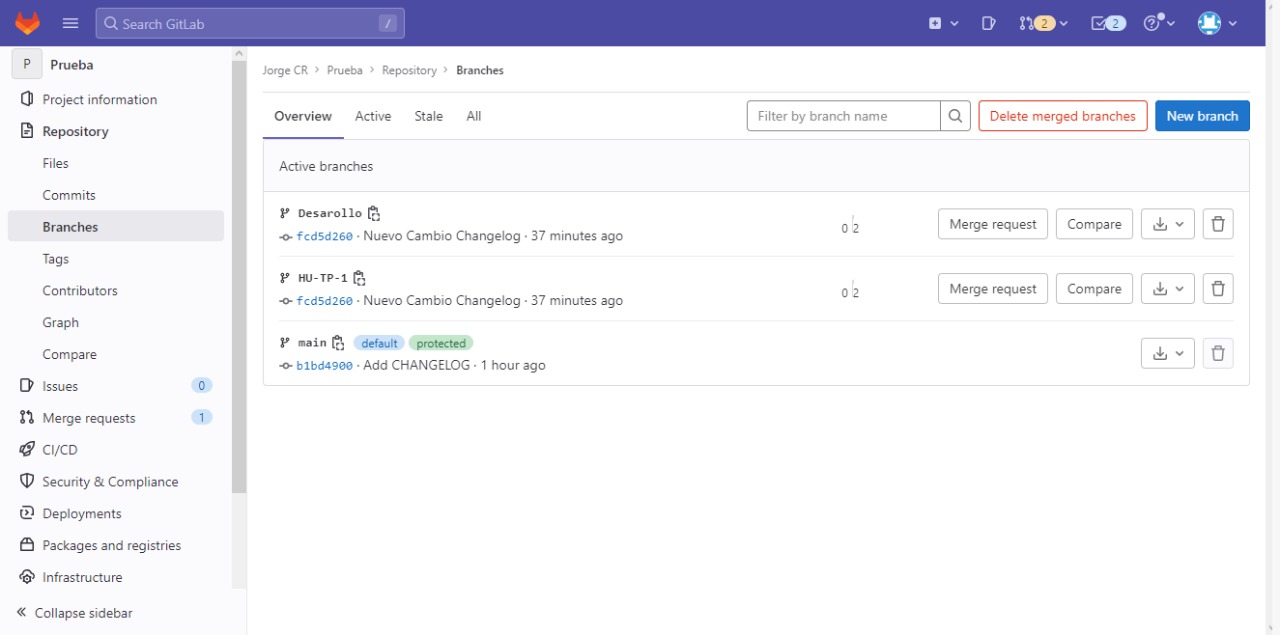 Search GitLab /
2
2
P Prueba
Project information
Repository
Files
Commits
Branches
Tags
Contributors
Graph
Compare
Issues 0
Merge requests 1
CI/CD
Security & Compliance
Deployments
Packages and registries
Infrastructure
Collapse sidebar
Jorge CR > Prueba > Repository > Branches
Overview Active Stale All Filter by branch name Delete merged branches New branch
Active branches
Desarollo
fcd5d260 · Nuevo Cambio Changelog · 37 minutes ago
0 2 Merge request Compare
HU-TP-1
fcd5d260 · Nuevo Cambio Changelog · 37 minutes ago
0 2 Merge request Compare
main default protected
b1bd4900 · Add CHANGELOG · 1 hour ago